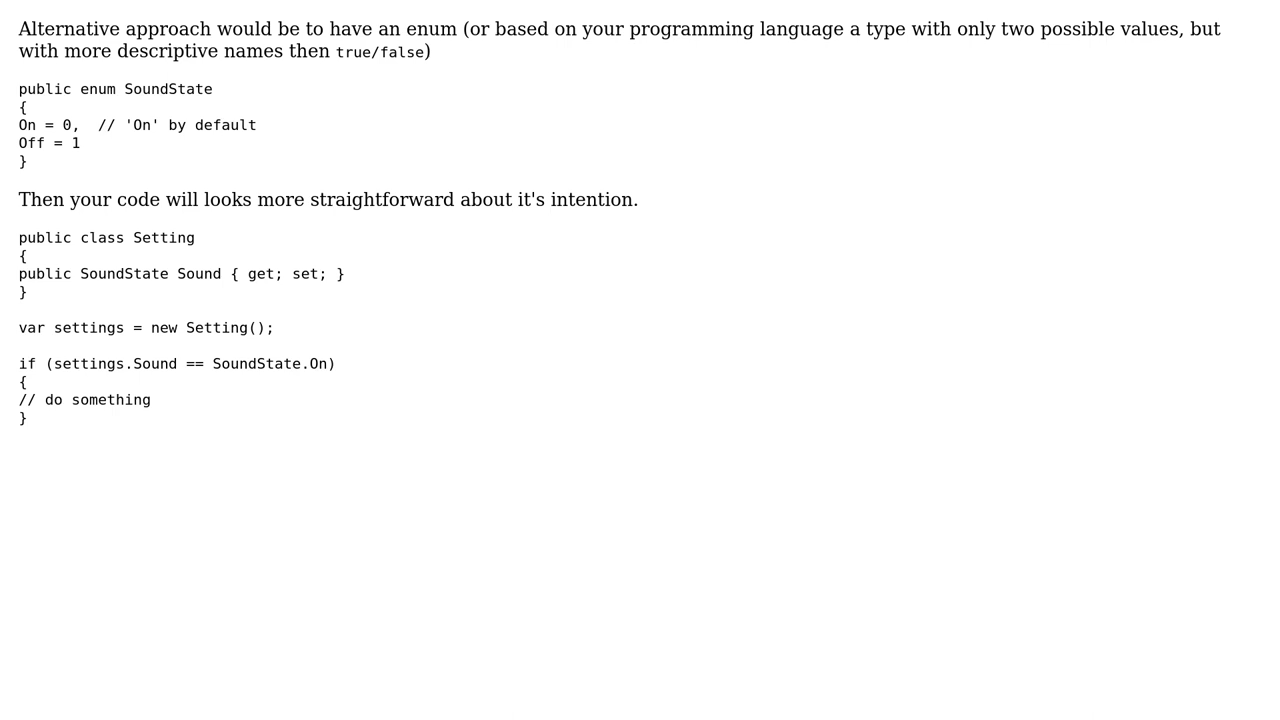 Alternative approach would be to have an enum (or based on your programming language a type with only two possible values, but
with more descriptive names then true/false)
public enum SoundState
{
On = 0,  // 'On' by default
Off = 1
}
Then your code will looks more straightforward about it's intention.
public class Setting
{
public SoundState Sound { get; set; }
}
var settings = new Setting();
if (settings.Sound == SoundState.On)
{
// do something
}